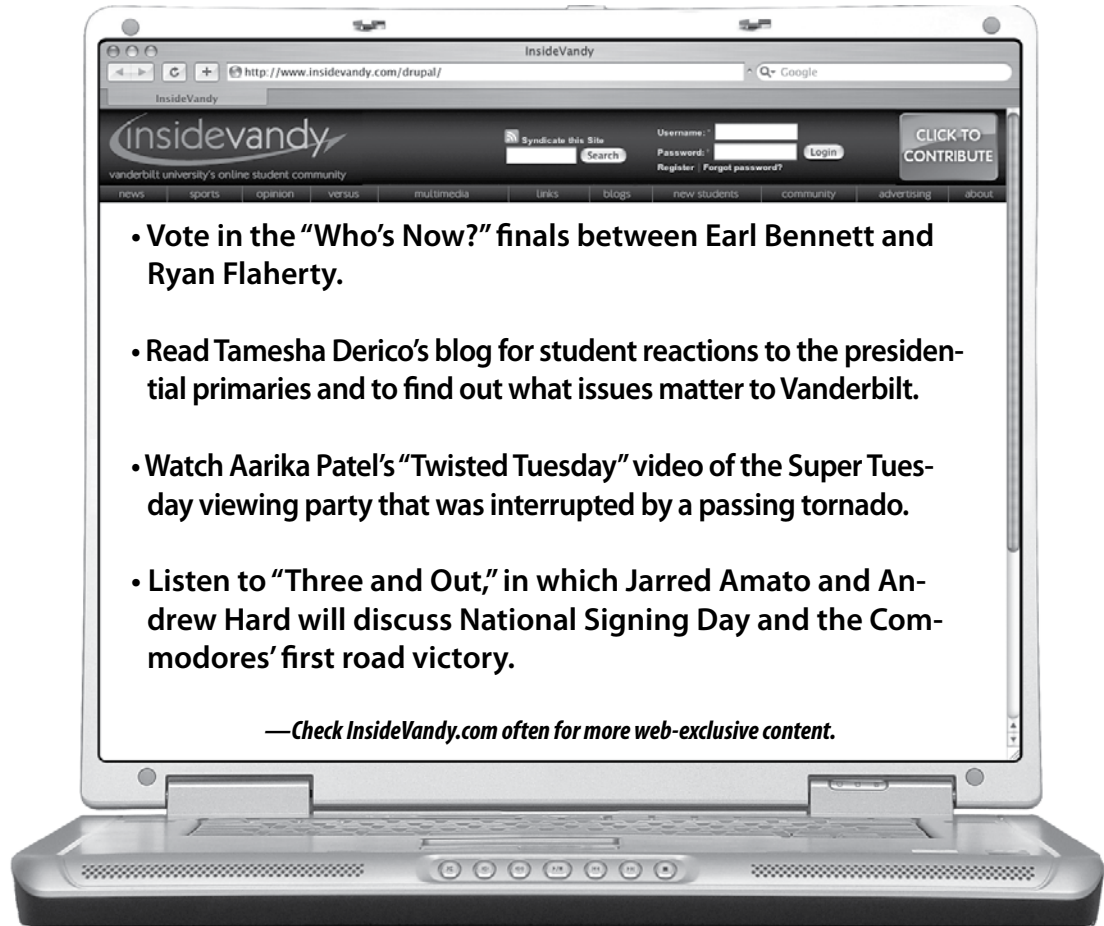 InsideVandy
http://www.insidevandy.com/drupal/
Google
InsideVandy
insidevandy
vanderbilt university's online student community
Syndicate this Site
Search
Username: *
Password: *
Login
Register | Forgot password?
CLICK TO
CONTRIBUTE
news sports opinion versus multimedia links blogs new students community advertising about
• Vote in the “Who’s Now?” finals between Earl Bennett and
Ryan Flaherty.
• Read Tamesha Derico’s blog for student reactions to the presiden-
tial primaries and to find out what issues matter to Vanderbilt.
• Watch Aarika Patel’s “Twisted Tuesday” video of the Super Tues-
day viewing party that was interrupted by a passing tornado.
• Listen to “Three and Out,” in which Jarred Amato and An-
drew Hard will discuss National Signing Day and the Com-
modores’ first road victory.
—Check InsideVandy.com often for more web-exclusive content.